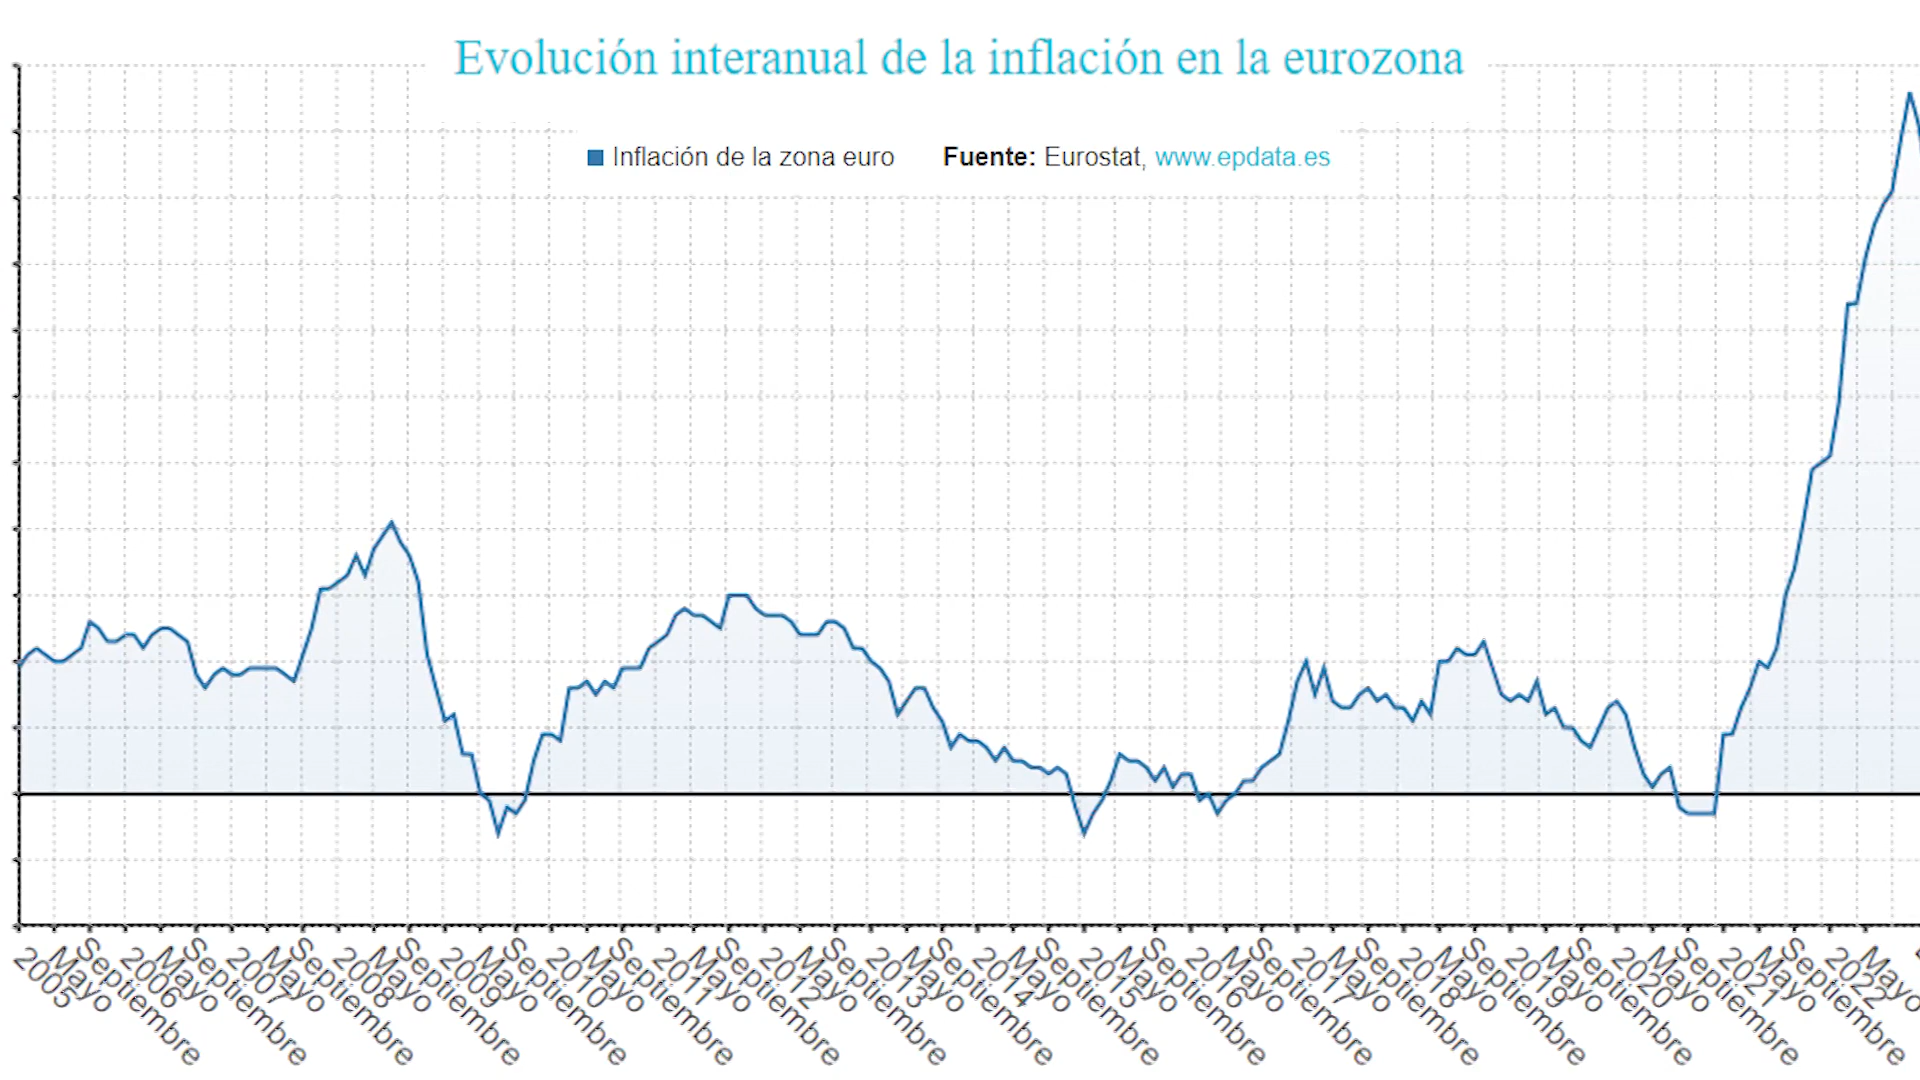 Evolución interanual de la inflación en la eurozona
Inflación de la zona euro Fuente: Eurostat, www.epdata.es
2005 Mayo Septiembre 2006 Mayo Septiembre 2007 Mayo Septiembre 2008 Mayo Septiembre 2009 Mayo Septiembre 2010 Mayo Septiembre 2011 Mayo Septiembre 2012 Mayo Septiembre 2013 Mayo Septiembre 2014 Mayo Septiembre 2015 Mayo Septiembre 2016 Mayo Septiembre 2017 Mayo Septiembre 2018 Mayo Septiembre 2019 Mayo Septiembre 2020 Mayo Septiembre 2021 Mayo Septiembre 2022 Mayo